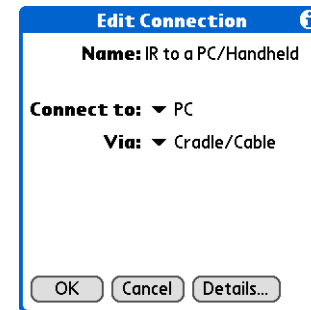 Edit Connection
Name: IR to a PC/Handheld
Connect to: PC
Via: Cradle/Cable
OK Cancel Details...